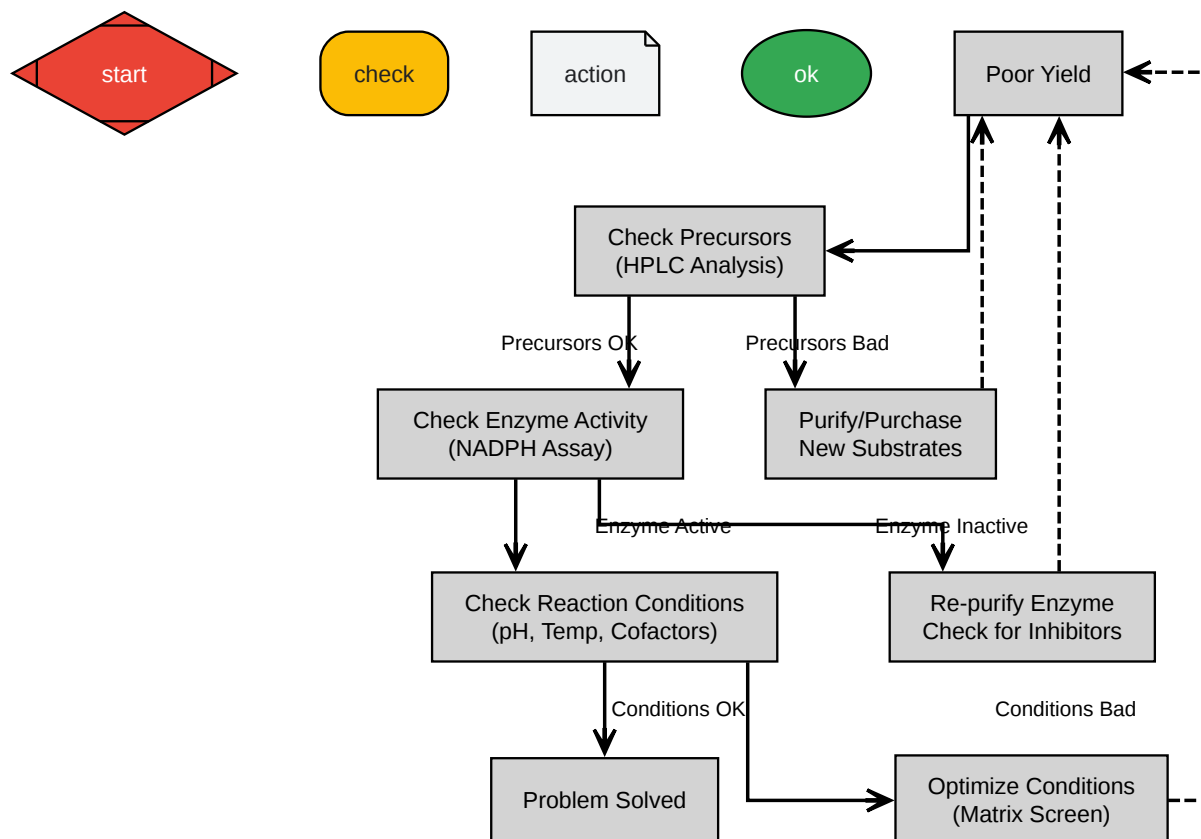 start
check
action
ok
Poor Yield
Check Precursors
(HPLC Analysis)
Precursors OK
Precursors Bad
Check Enzyme Activity
(NADPH Assay)
Purify/Purchase
New Substrates
Enzyme Active
Enzyme Inactive
Check Reaction Conditions
(pH, Temp, Cofactors)
Re-purify Enzyme
Check for Inhibitors
Conditions OK
Conditions Bad
Problem Solved
Optimize Conditions
(Matrix Screen)